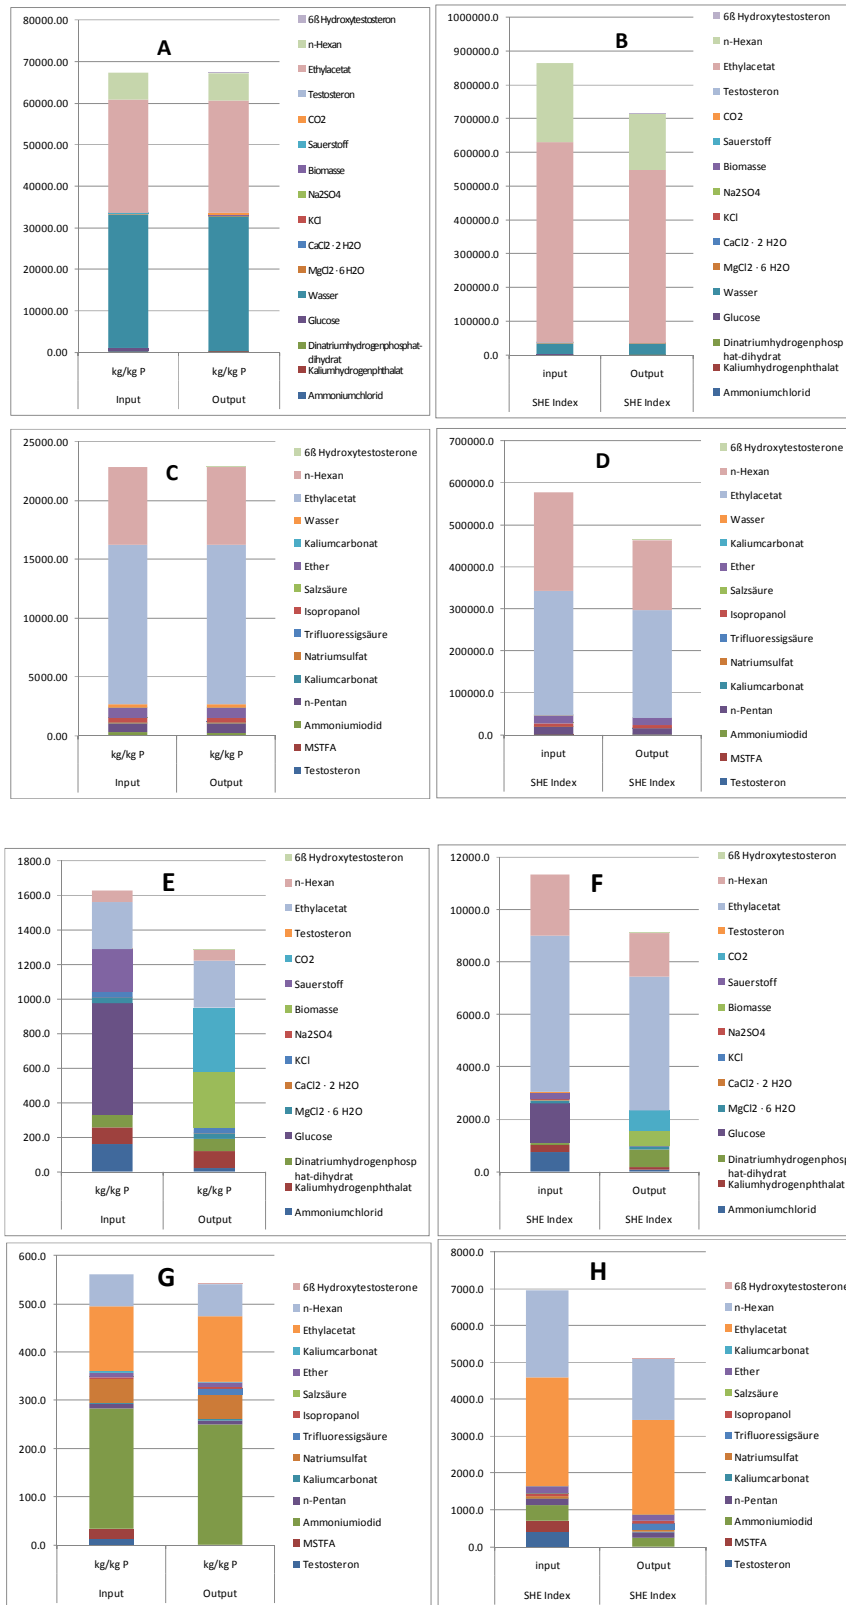 A
80000.00
70000.00
60000.00
50000.00
40000.00
30000.00
20000.00
10000.00
0.00
kg/kg P
kg/kg P
Input
Output
6ß Hydroxytestosteron
n-Hexan
Ethylacetat
Testosteron
CO2
Sauerstoff
Biomasse
Na2SO4
KCl
CaCl2 · 2 H2O
MgCl2 · 6 H2O
Wasser
Glucose
Dinatriumhydrogenphosphat-
dihydrat
Kaliumhydrogenphthalat
Ammoniumchlorid
B
1000000.0
900000.0
800000.0
700000.0
600000.0
500000.0
400000.0
300000.0
200000.0
100000.0
0.0
input
Output
SHE Index
SHE Index
6ß Hydroxytestosteron
n-Hexan
Ethylacetat
Testosteron
CO2
Sauerstoff
Biomasse
Na2SO4
KCl
CaCl2 · 2 H2O
MgCl2 · 6 H2O
Wasser
Glucose
Dinatriumhydrogenphosp
hat-dihydrat
Kaliumhydrogenphthalat
Ammoniumchlorid
C
25000.00
20000.00
15000.00
10000.00
5000.00
0.00
kg/kg P
kg/kg P
Input
Output
6ß Hydroxytestosterone
n-Hexan
Ethylacetat
Wasser
Kaliumcarbonat
Ether
Salzsäure
Isopropanol
Trifluoressigsäure
Natriumsulfat
Kaliumcarbonat
n-Pentan
Ammoniumiodid
MSTFA
Testosteron
D
700000.0
600000.0
500000.0
400000.0
300000.0
200000.0
100000.0
0.0
input
Output
SHE Index
SHE Index
6ß Hydroxytestosterone
n-Hexan
Ethylacetat
Wasser
Kaliumcarbonat
Ether
Salzsäure
Isopropanol
Trifluoressigsäure
Natriumsulfat
Kaliumcarbonat
n-Pentan
Ammoniumiodid
MSTFA
Testosteron
E
1800.0
1600.0
1400.0
1200.0
1000.0
800.0
600.0
400.0
200.0
0.0
kg/kg P
kg/kg P
Input
Output
6ß Hydroxytestosteron
n-Hexan
Ethylacetat
Testosteron
CO2
Sauerstoff
Biomasse
Na2SO4
KCl
CaCl2 · 2 H2O
MgCl2 · 6 H2O
Glucose
Dinatriumhydrogenphosp
hat-dihydrat
Kaliumhydrogenphthalat
Ammoniumchlorid
F
12000.0
10000.0
8000.0
6000.0
4000.0
2000.0
0.0
input
Output
SHE Index
SHE Index
6ß Hydroxytestosteron
n-Hexan
Ethylacetat
Testosteron
CO2
Sauerstoff
Biomasse
Na2SO4
KCl
CaCl2 · 2 H2O
MgCl2 · 6 H2O
Glucose
Dinatriumhydrogenphosp
hat-dihydrat
Kaliumhydrogenphthalat
Ammoniumchlorid
G
600.0
500.0
400.0
300.0
200.0
100.0
0.0
kg/kg P
kg/kg P
Input
Output
6ß Hydroxytestosterone
n-Hexan
Ethylacetat
Kaliumcarbonat
Ether
Salzsäure
Isopropanol
Trifluoressigsäure
Natriumsulfat
Kaliumcarbonat
n-Pentan
Ammoniumiodid
MSTFA
Testosteron
H
8000.0
7000.0
6000.0
5000.0
4000.0
3000.0
2000.0
1000.0
0.0
input
Output
SHE Index
SHE Index
6ß Hydroxytestosterone
n-Hexan
Ethylacetat
Kaliumcarbonat
Ether
Salzsäure
Isopropanol
Trifluoressigsäure
Natriumsulfat
Kaliumcarbonat
n-Pentan
Ammoniumiodid
MSTFA
Testosteron